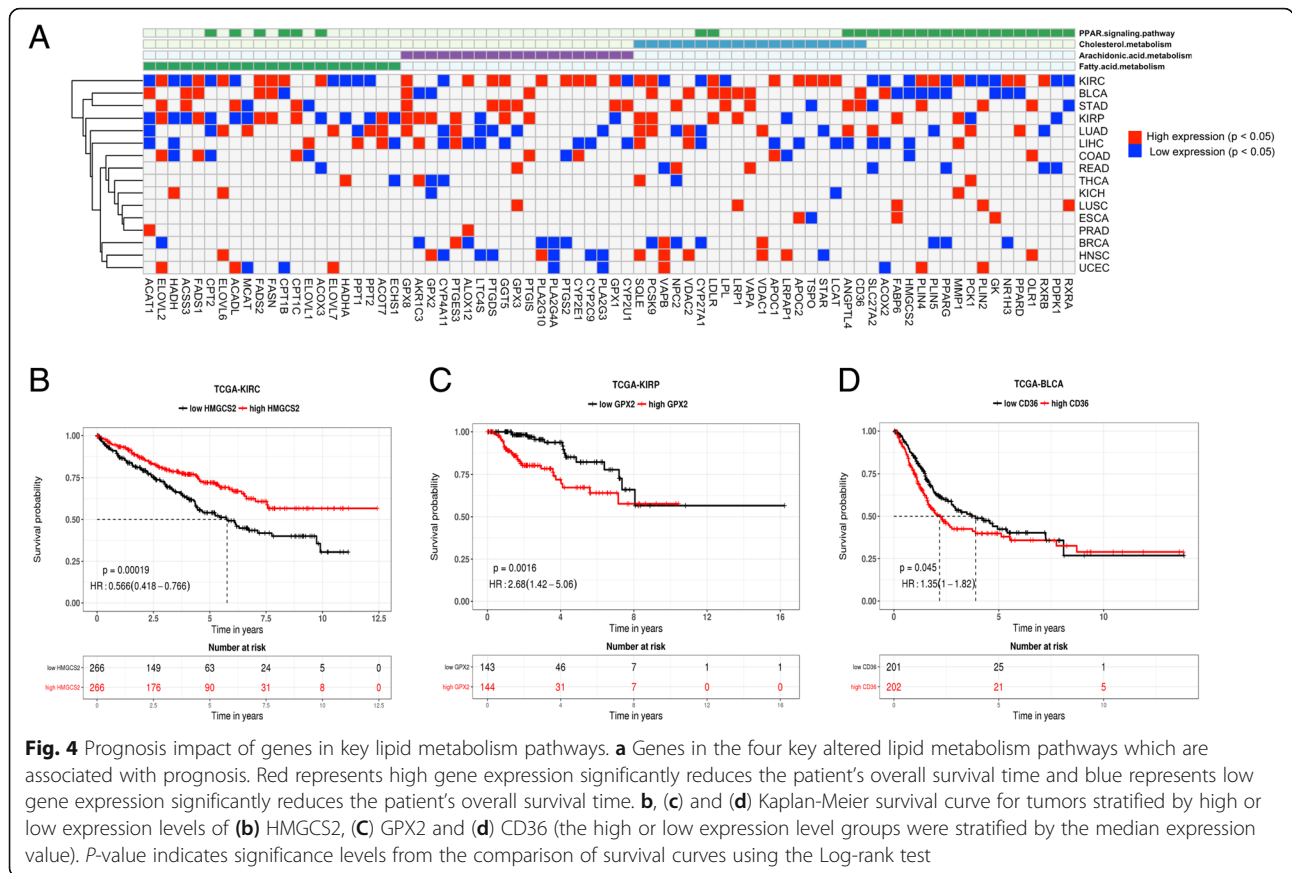 A
PPAR.signaling.pathway
Cholesterol.metabolism
Arachidonic.acid.metabolism
Fatty.acid.metabolism
KIRC
BLCA
STAD
KIRP
LUAD
LIHC
COAD
READ
THCA
KICH
LUSC
ESCA
PRAD
BRCA
HNSC
UCEC
High expression (p < 0.05)
Low expression (p < 0.05)
ACAT1
ELOVL2
HADH
ACSS3
FADS1
CPT2
ELOVL6
ACADL
MCAT
FADS2
FASN
CPT1B
CPT1C
ELOVL1
ACOX3
ELOVL7
HADHA
PPT1
PPT2
ACOT7
ECHS1
GPX8
AKR1C3
GPX2
CYP4A11
PTGES3
ALOX12
LTC4S
PTGDS
GGT5
GPX3
PTGIS
PLA2G10
PLA2G4A
PTGS2
CYP2E1
CYP2C9
PLA2G3
GPX1
CYP2U1
SQLE
PCSK9
VAPB
NPC2
VDAC2
CYP27A1
LDLR
LPL
LRP1
VAPA
VDAC1
APOC1
LRPAP1
APOC2
TSPO
STAR
LCAT
ANGPTL4
CD36
SLC27A2
ACOX2
FABP6
HMGCS2
PLIN4
PLIN5
PPARG
MMP1
PCK1
PLIN2
GK
NR1H3
PPARD
OLR1
RXRB
PDPK1
RXRA
B
TCGA-KIRC
low HMGCS2 high HMGCS2
Survival probability
1.00
0.75
0.50
0.25
0.00
p = 0.00019
HR : 0.566(0.418−0.766)
0 2.5 5 7.5 10 12.5
Time in years
Number at risk
low HMGCS2 266 149 63 24 5 0
high HMGCS2 266 176 90 31 8 0
0 2.5 5 7.5 10 12.5
Time in years
C
TCGA-KIRP
low GPX2 high GPX2
Survival probability
1.00
0.75
0.50
0.25
0.00
p = 0.0016
HR : 2.68(1.42−5.06)
0 4 8 12 16
Time in years
Number at risk
low GPX2 143 46 7 1 1
high GPX2 144 31 7 0 0
0 4 8 12 16
Time in years
D
TCGA-BLCA
low CD36 high CD36
Survival probability
1.00
0.75
0.50
0.25
0.00
p = 0.045
HR : 1.35(1−1.82)
0 5 10
Time in years
Number at risk
low CD36 201 25 1
high CD36 202 21 5
0 5 10
Time in years
Fig. 4 Prognosis impact of genes in key lipid metabolism pathways. a Genes in the four key altered lipid metabolism pathways which are
associated with prognosis. Red represents high gene expression significantly reduces the patient's overall survival time and blue represents low
gene expression significantly reduces the patient's overall survival time. b, (c) and (d) Kaplan-Meier survival curve for tumors stratified by high or
low expression levels of (b) HMGCS2, (C) GPX2 and (d) CD36 (the high or low expression level groups were stratified by the median expression
value). P-value indicates significance levels from the comparison of survival curves using the Log-rank test